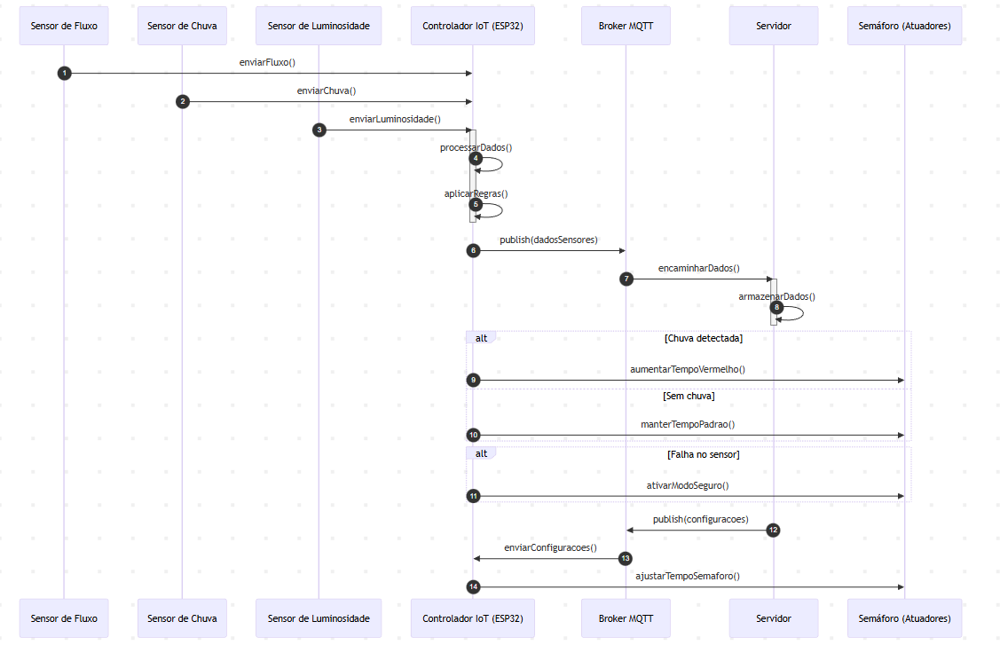 Sensor de Fluxo
Sensor de Chuva
Sensor de Luminosidade
Controlador IoT (ESP32)
Broker MQTT
Servidor
Semáforo (Atuadores)
enviarFluxo()
1
enviarChuva()
2
enviarLuminosidade()
3
processarDados()
4
aplicarRegras()
5
publish(dadosSensores)
6
encaminharDados()
7
armazenarDados()
8
alt
[Chuva detectada]
aumentarTempoVermelho()
9
[Sem chuva]
manterTempoPadrao()
10
alt
[Falha no sensor]
ativarModoSeguro()
11
publish(configuracoes)
12
enviarConfiguracoes()
13
ajustarTempoSemaforo()
14
Sensor de Fluxo
Sensor de Chuva
Sensor de Luminosidade
Controlador IoT (ESP32)
Broker MQTT
Servidor
Semáforo (Atuadores)